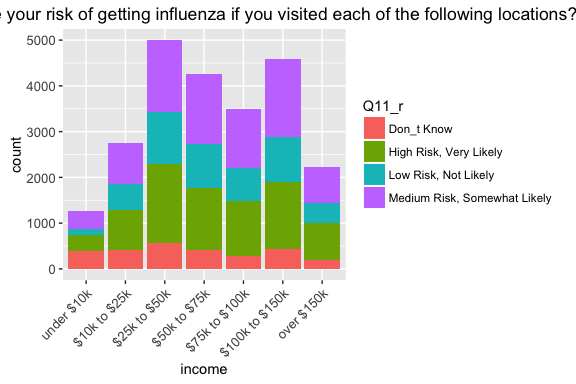 e your risk of getting influenza if you visited each of the following locations?
5000
4000
3000
2000
1000
0
count
under $10k
$10k to $25k
$25k to $50k
$50k to $75k
$75k to $100k
$100k to $150k
over $150k
income
Q11_r
Don_t Know
High Risk, Very Likely
Low Risk, Not Likely
Medium Risk, Somewhat Likely